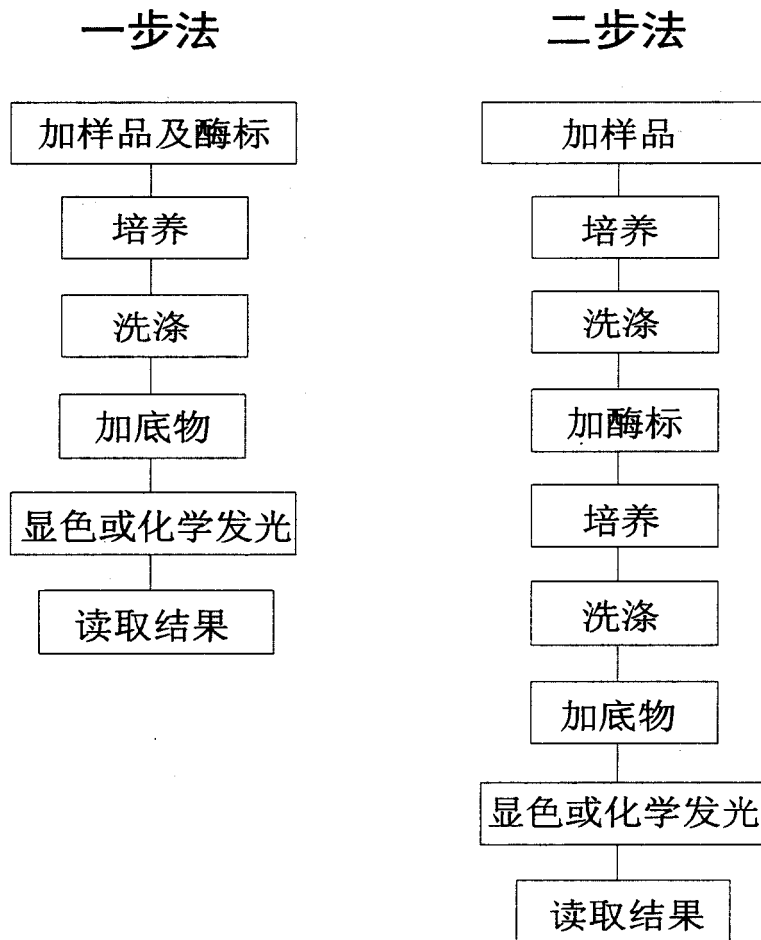 一步法
加样品及酶标
培养
洗涤
加底物
显色或化学发光
读取结果
二步法
加样品
培养
洗涤
加酶标
培养
洗涤
加底物
显色或化学发光
读取结果